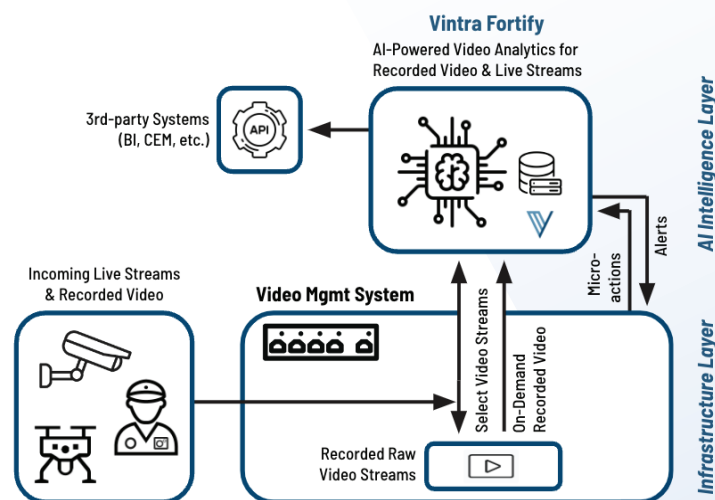 Vintra Fortify
AI-Powered Video Analytics for
Recorded Video & Live Streams
3rd-party Systems
(BI, CEM, etc.)
API
AI Intelligence Layer
Alerts
Micro-
actions
Incoming Live Streams
& Recorded Video
Video Mgmt System
Select Video Streams
On-Demand
Recorded Video
Recorded Raw
Video Streams
Infrastructure Layer